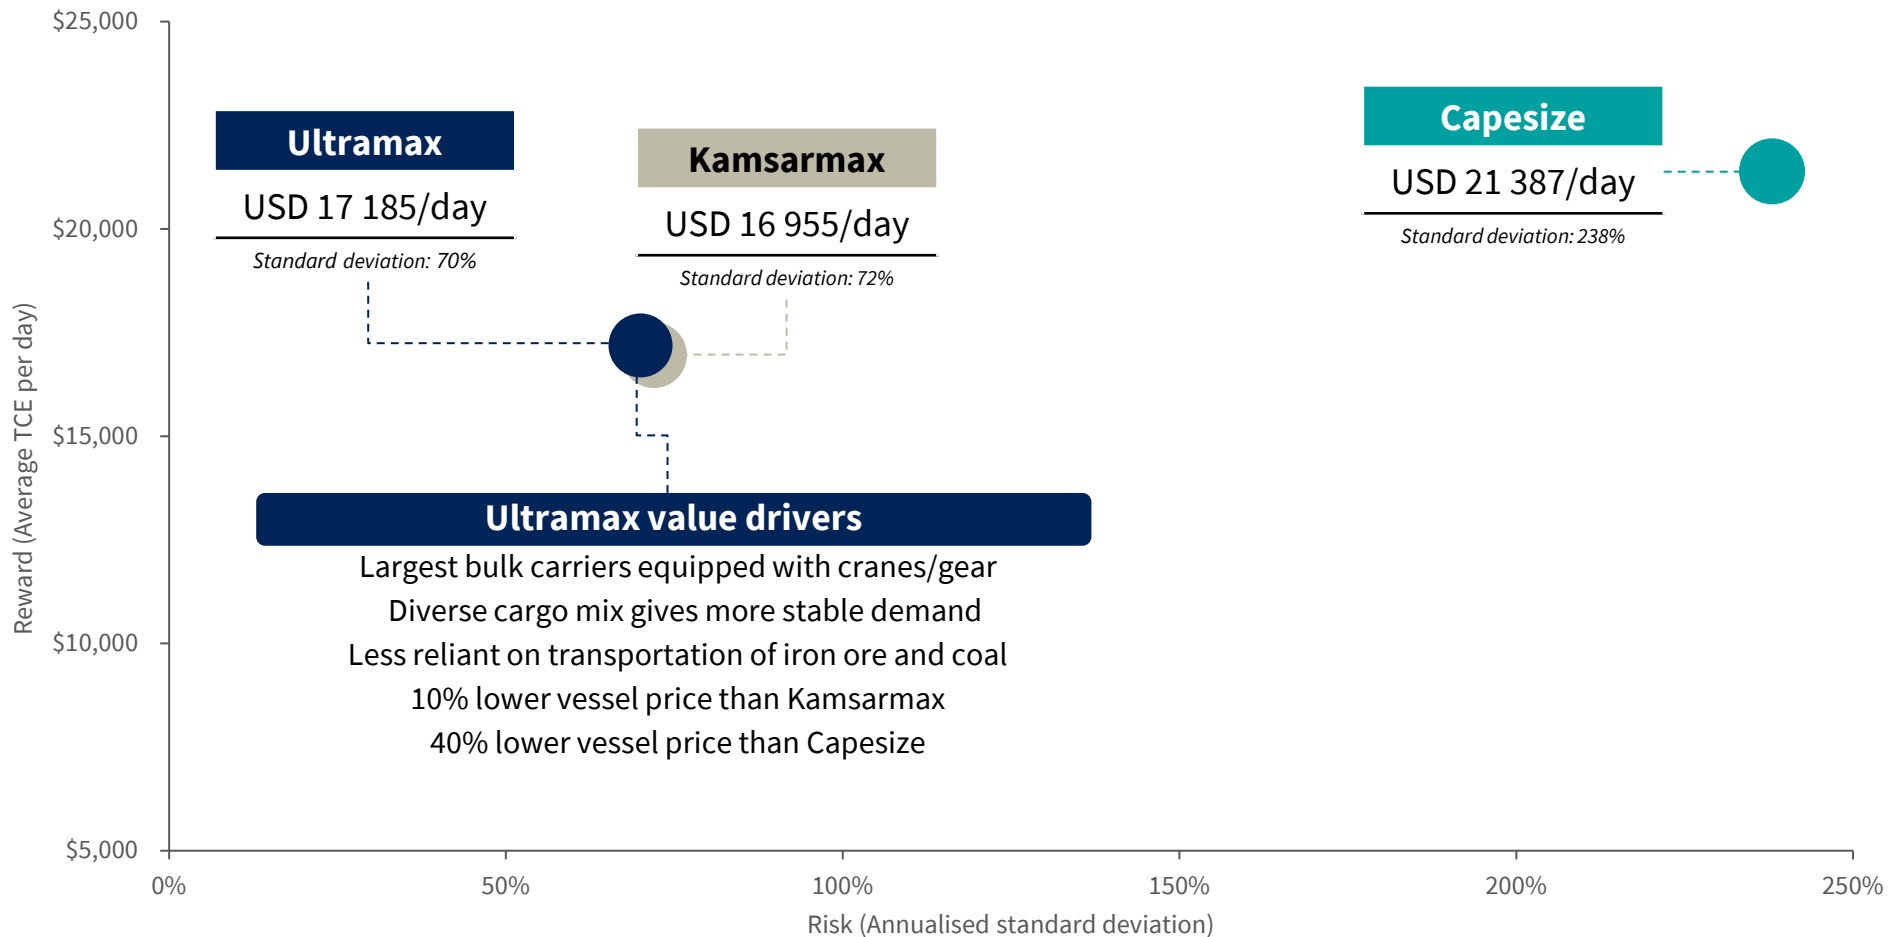 $25,000
$20,000
$15,000
$10,000
$5,000
Reward (Average TCE per day)
Ultramax
USD 17 185/day
Standard deviation: 70%
Kamsarmax
USD 16 955/day
Standard deviation: 72%
Capesize
USD 21 387/day
Standard deviation: 238%
Ultramax value drivers
Largest bulk carriers equipped with cranes/gear
Diverse cargo mix gives more stable demand
Less reliant on transportation of iron ore and coal
10% lower vessel price than Kamsarmax
40% lower vessel price than Capesize
0%
50%
100%
150%
200%
250%
Risk (Annualised standard deviation)